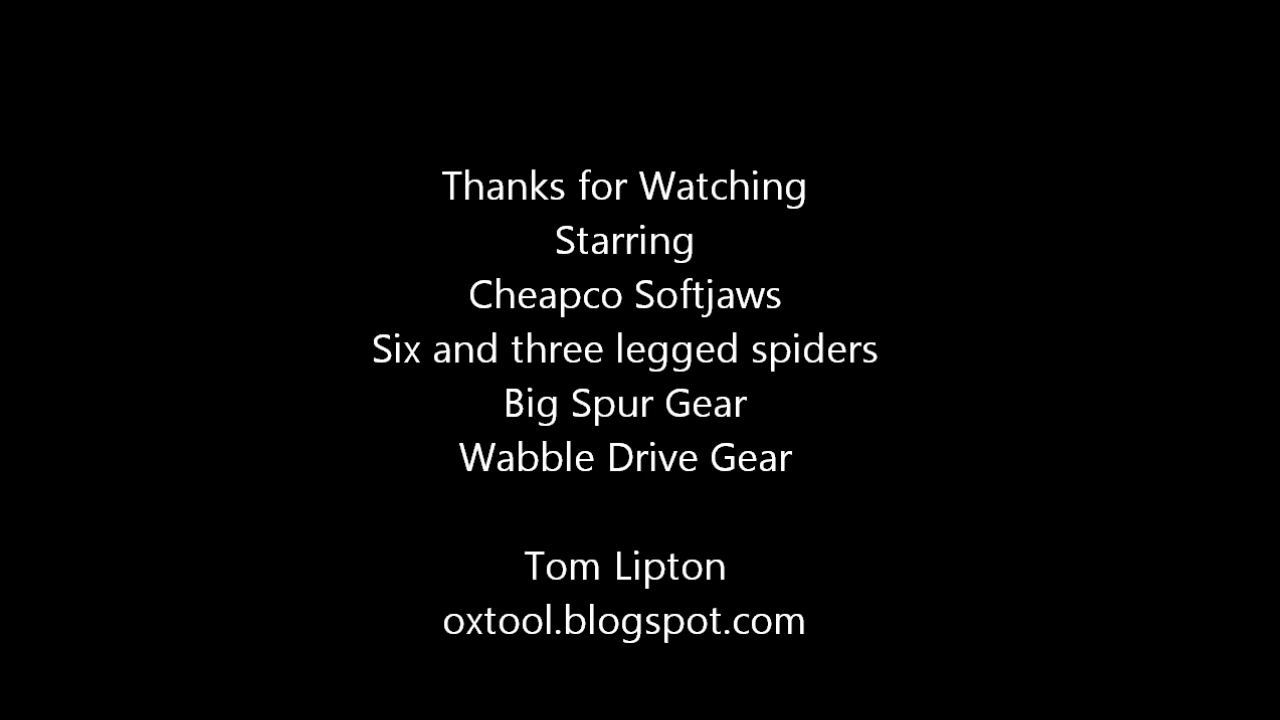 Thanks for Watching
Starring
Cheapco Softjaws
Six and three legged spiders
Big Spur Gear
Wabble Drive Gear
Tom Lipton
oxtool.blogspot.com